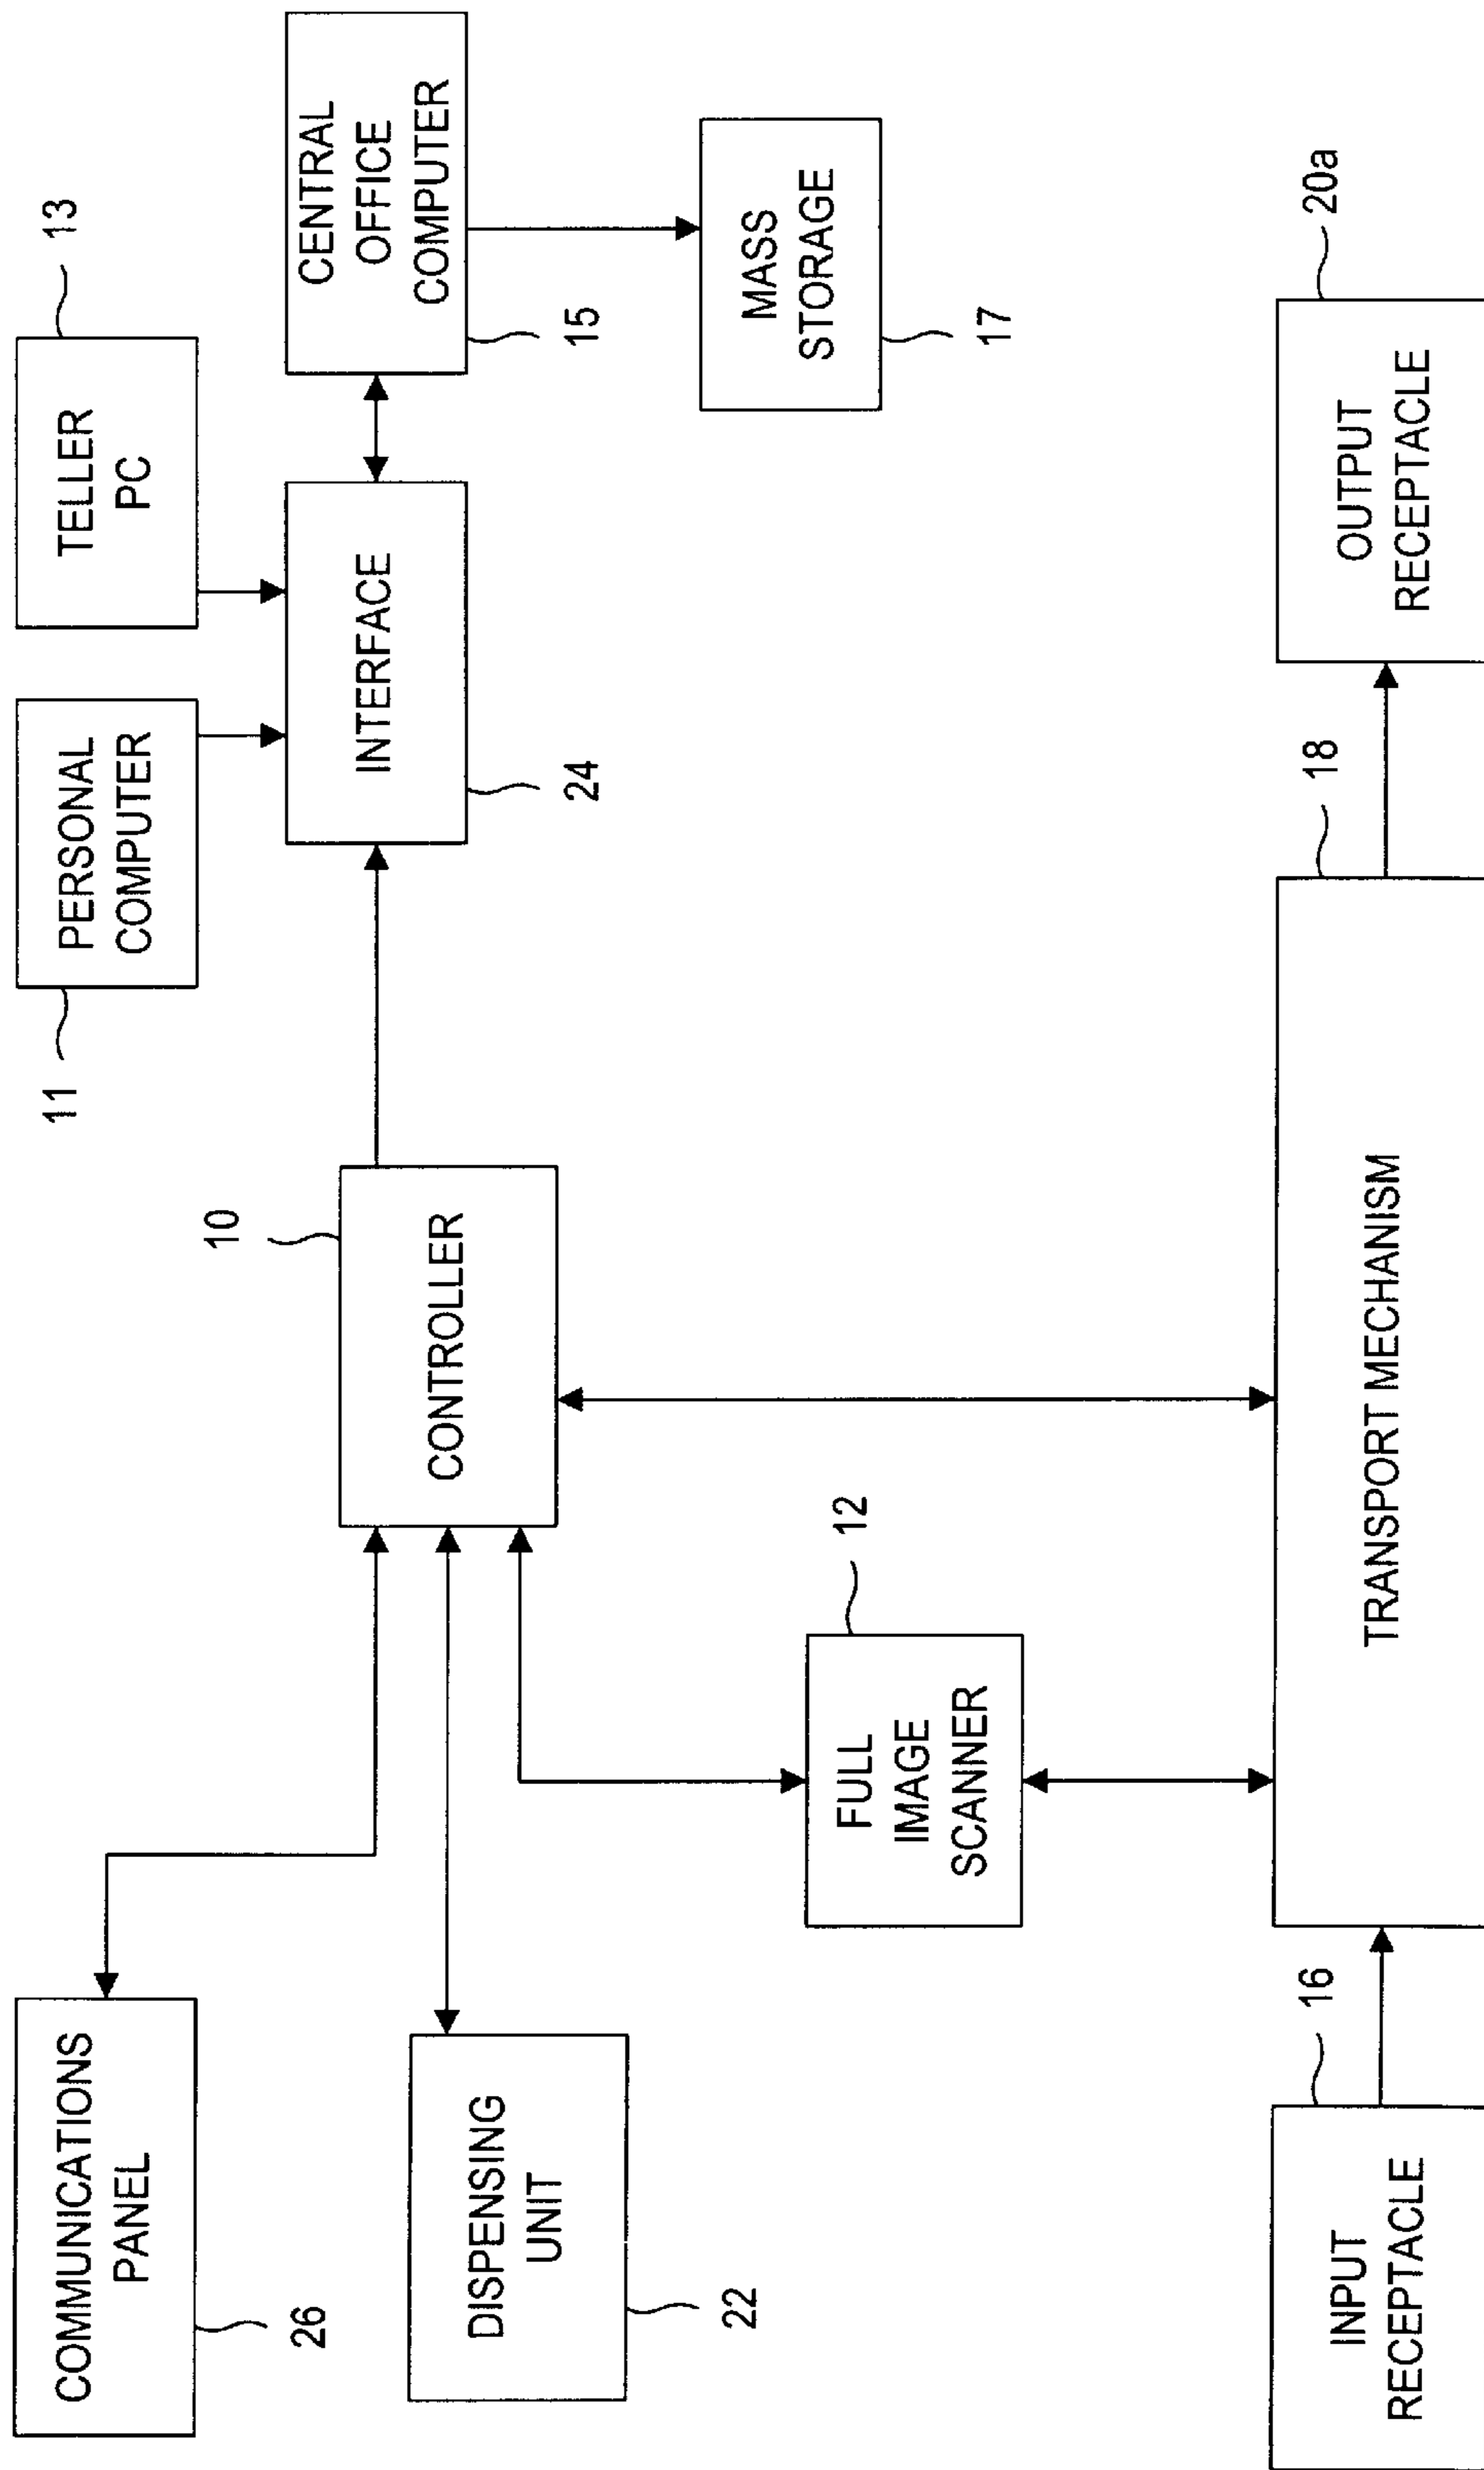 COMMUNICATIONS
PANEL
26
DISPENSING
UNIT
22
CONTROLLER
10
PERSONAL
COMPUTER
11
TELLER
PC
13
INTERFACE
24
CENTRAL
OFFICE
COMPUTER
15
MASS
STORAGE
17
FULL
IMAGE
SCANNER
12
INPUT
RECEPTACLE
16
TRANSPORT MECHANISM
18
OUTPUT
RECEPTACLE
20a